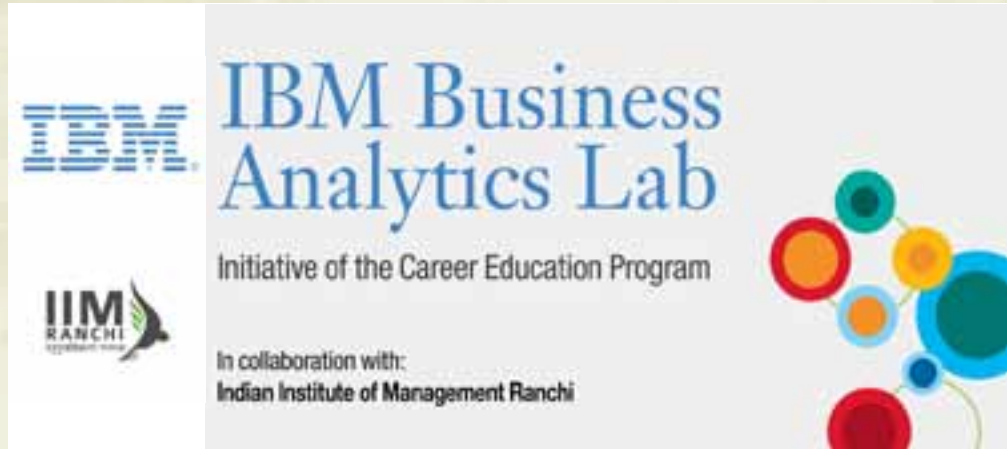 IBM
IBM Business
Analytics Lab
Initiative of the Career Education Program
IIM
RANCHI
In collaboration with:
Indian Institute of Management Ranchi